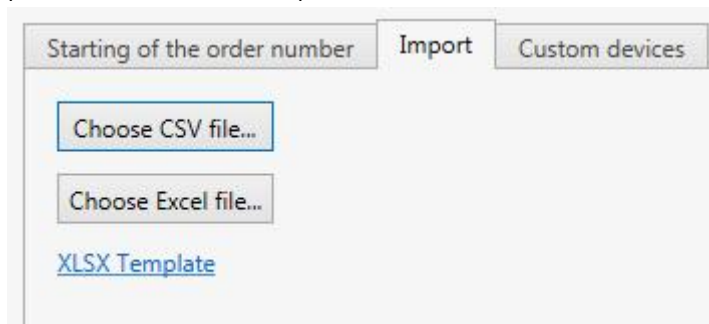 Starting of the order number Import Custom devices
Choose CSV file...
Choose Excel file...
XLSX Template